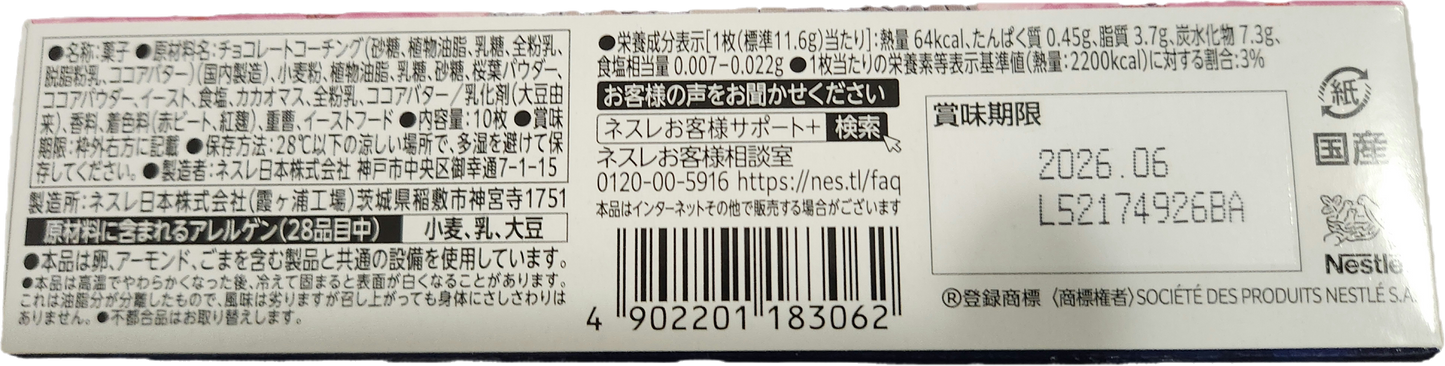 ●名称:菓子 ●原材料名:チョコレートコーチング(砂糖、植物油脂、乳糖、全粉乳、
脱脂粉乳、ココアバター)(国内製造)、小麦粉、植物油脂、乳糖、砂糖、桜葉パウダー、
ココアパウダー、イースト、食塩、カカオマス、全粉乳、ココアバター/乳化剤(大豆由
来)、香料、着色料(赤ビート、紅麹)、重曹、イーストフード ●内容量:10枚 ●賞味
期限:枠外右方に記載 ●保存方法:28℃以下の涼しい場所で、多湿を避けて保
存してください。 ●製造者:ネスレ日本株式会社 神戸市中央区御幸通7-1-15
製造所:ネスレ日本株式会社(霞ヶ浦工場)茨城県稲敷市神宮寺1751
原材料に含まれるアレルゲン(28品目中) 小麦、乳、大豆
●本品は卵、アーモンド、ごまを含む製品と共通の設備を使用しています。
●本品は高温でやわらかくなった後、冷えて固まると表面が白くなることがあります。
これは油脂分が分離したもので、風味は劣りますが召し上がっても身体にさしさわりは
ありません。 ●不都合品はお取り替えします。
●栄養成分表示[1枚(標準11.6g)当たり]:熱量 64kcal、たんぱく質 0.45g、脂質 3.7g、炭水化物 7.3g、
食塩相当量 0.007-0.022g ●1枚当たりの栄養素等表示基準値(熱量:2200kcal)に対する割合:3%
お客様の声をお聞かせください
ネスレお客様サポート+ 検索
ネスレお客様相談室
0120-00-5916 https://nes.tl/faq
本品はインターネットその他で販売する場合がございます
4 902201 183062
賞味期限
2026.06
L52174926BA
®登録商標 〈商標権者〉SOCIÉTÉ DES PRODUITS NESTLÉ S.A.
紙
国産
Nestlé